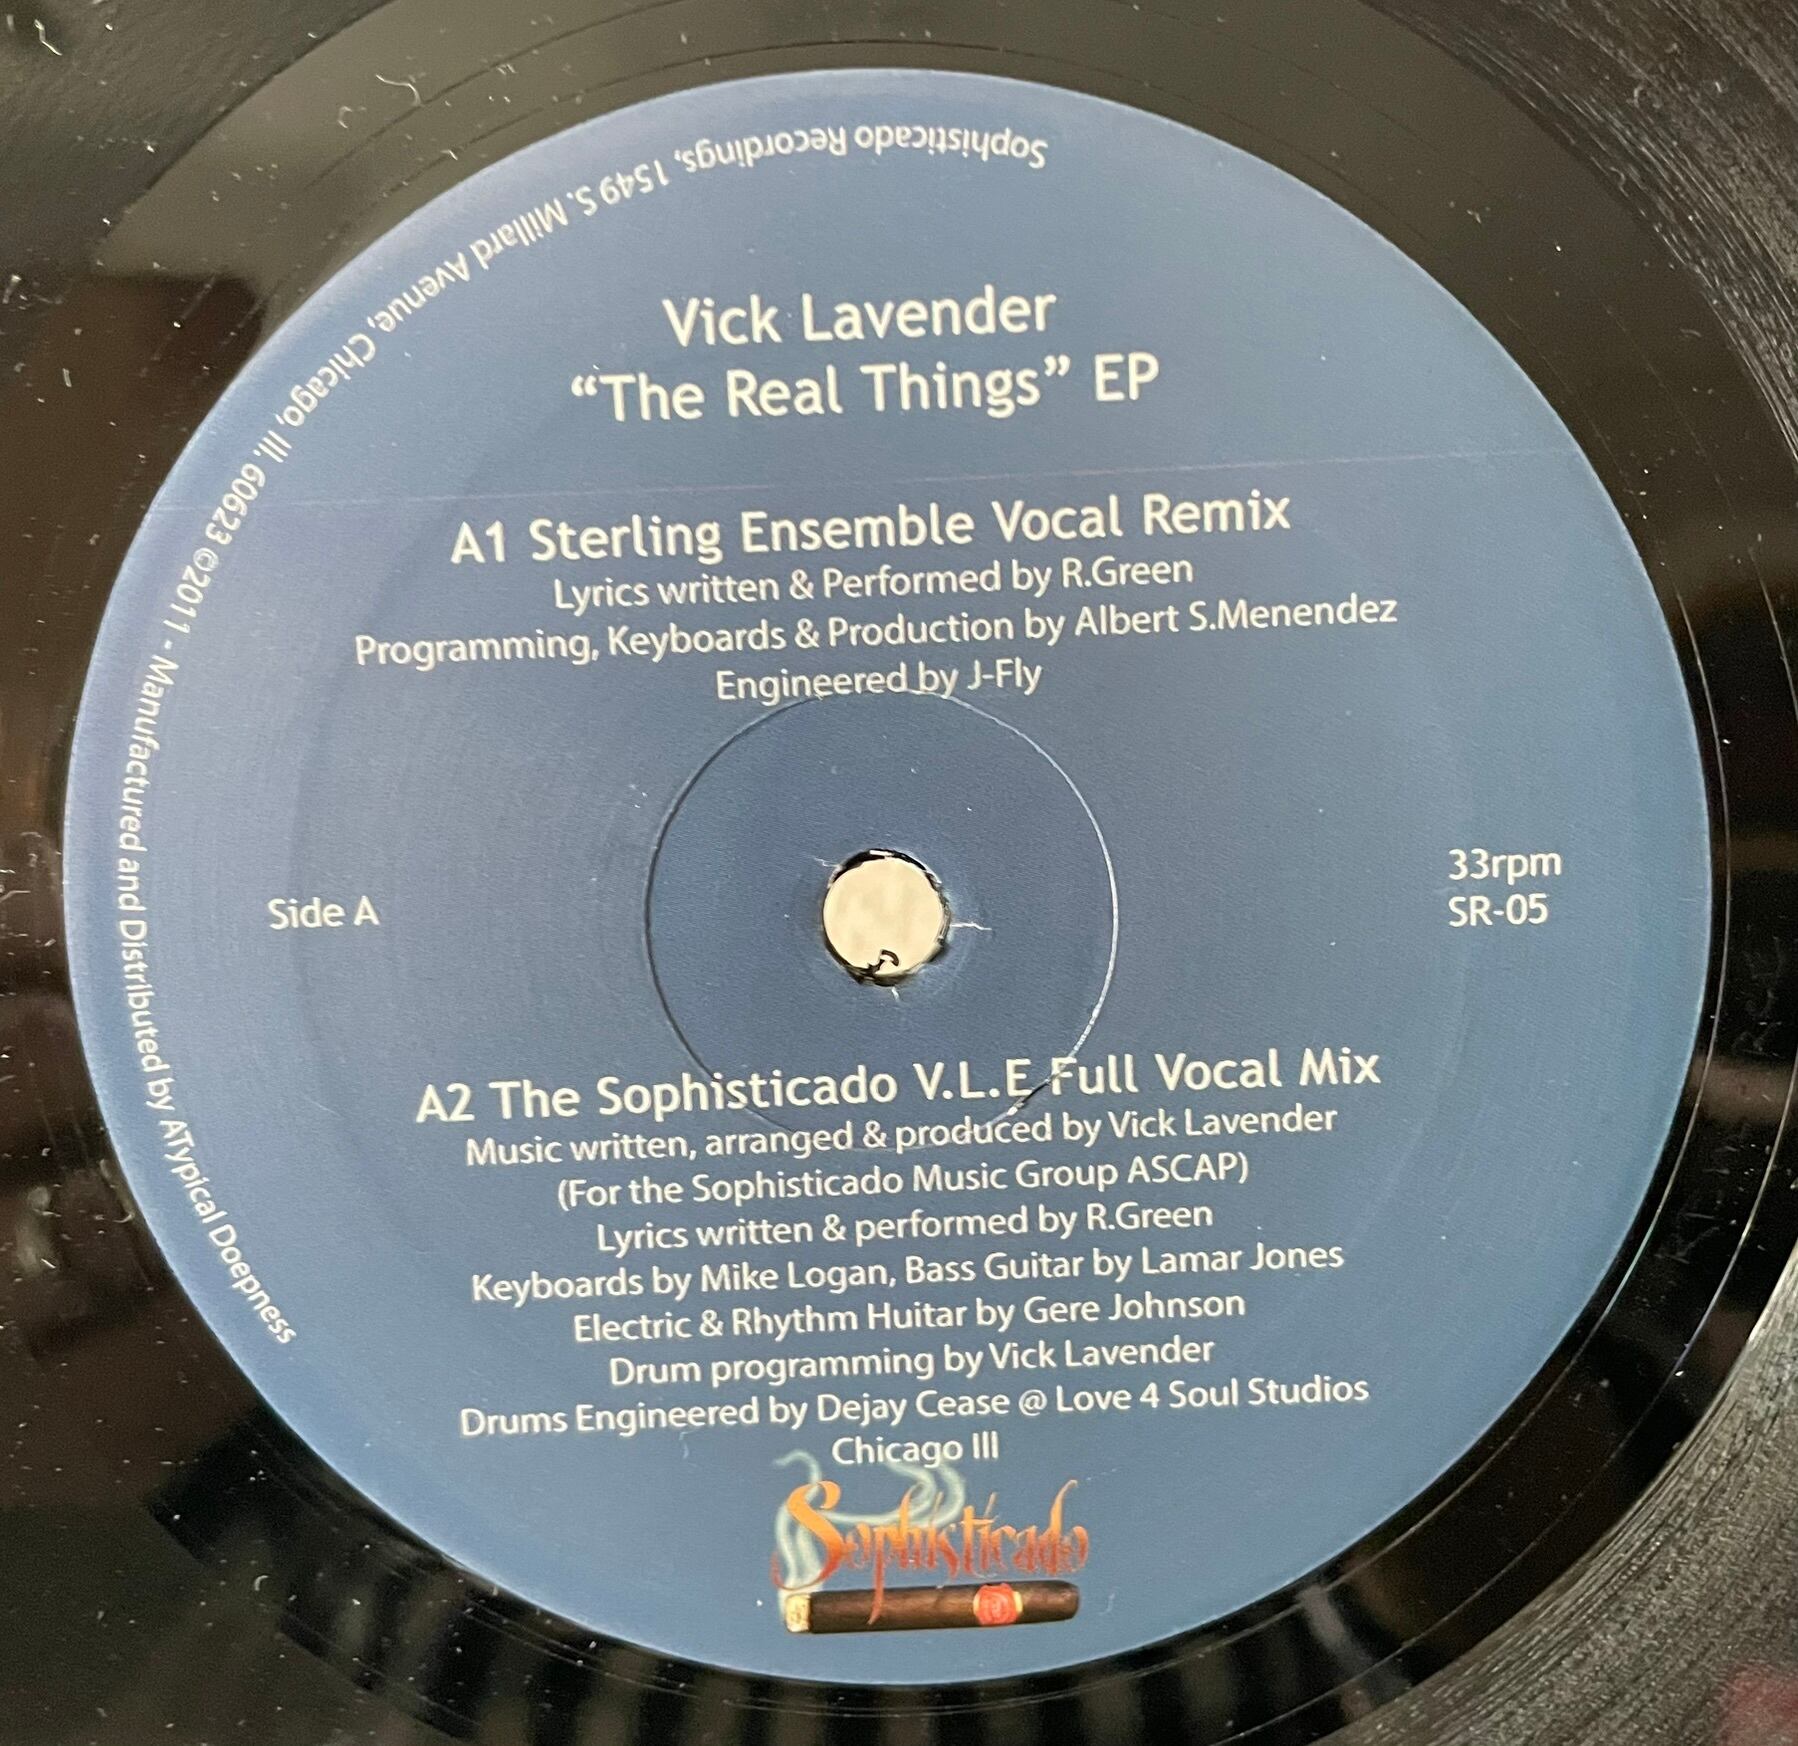 Sophisticado Recordings, 1549 S. Millard Avenue, Chicago, Ill. 60623 ©2011 - Manufactured and Distributed by ATypical Doepness
Vick Lavender
“The Real Things” EP
A1 Sterling Ensemble Vocal Remix
Lyrics written & Performed by R.Green
Programming, Keyboards & Production by Albert S.Menendez
Engineered by J-Fly
Side A
33rpm
SR-05
A2 The Sophisticado V.L.E Full Vocal Mix
Music written, arranged & produced by Vick Lavender
(For the Sophisticado Music Group ASCAP)
Lyrics written & performed by R.Green
Keyboards by Mike Logan, Bass Guitar by Lamar Jones
Electric & Rhythm Huitar by Gere Johnson
Drum programming by Vick Lavender
Drums Engineered by Dejay Cease @ Love 4 Soul Studios
Chicago Ill
Sophisticado